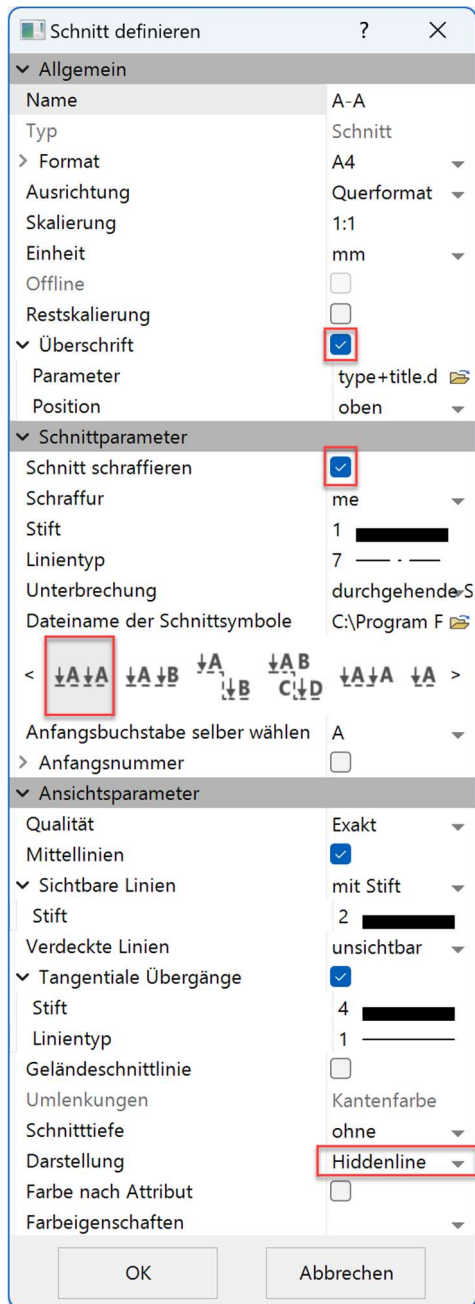 Schnitt definieren ? ×
Allgemein
Name A-A
Typ Schnitt
Format A4
Ausrichtung Querformat
Skalierung 1:1
Einheit mm
Offline
Restskalierung
Überschrift
Parameter type+title.d
Position oben
Schnittparameter
Schnitt schraffieren
Schraffur me
Stift 1
Linientyp 7
Unterbrechung durchgehende S
Dateiname der Schnittsymbole C:\Program F
< A A A B A B A B C D A A A >
Anfangsbuchstabe selber wählen A
Anfangsnummer
Ansichtsparameter
Qualität Exakt
Mittellinien
Sichtbare Linien mit Stift
Stift 2
Verdeckte Linien unsichtbar
Tangentiale Übergänge
Stift 4
Linientyp 1
Geländeschnittlinie
Umlenkungen Kantenfarbe
Schnitttiefe ohne
Darstellung Hiddenline
Farbe nach Attribut
Farbeigenschaften
OK Abbrechen